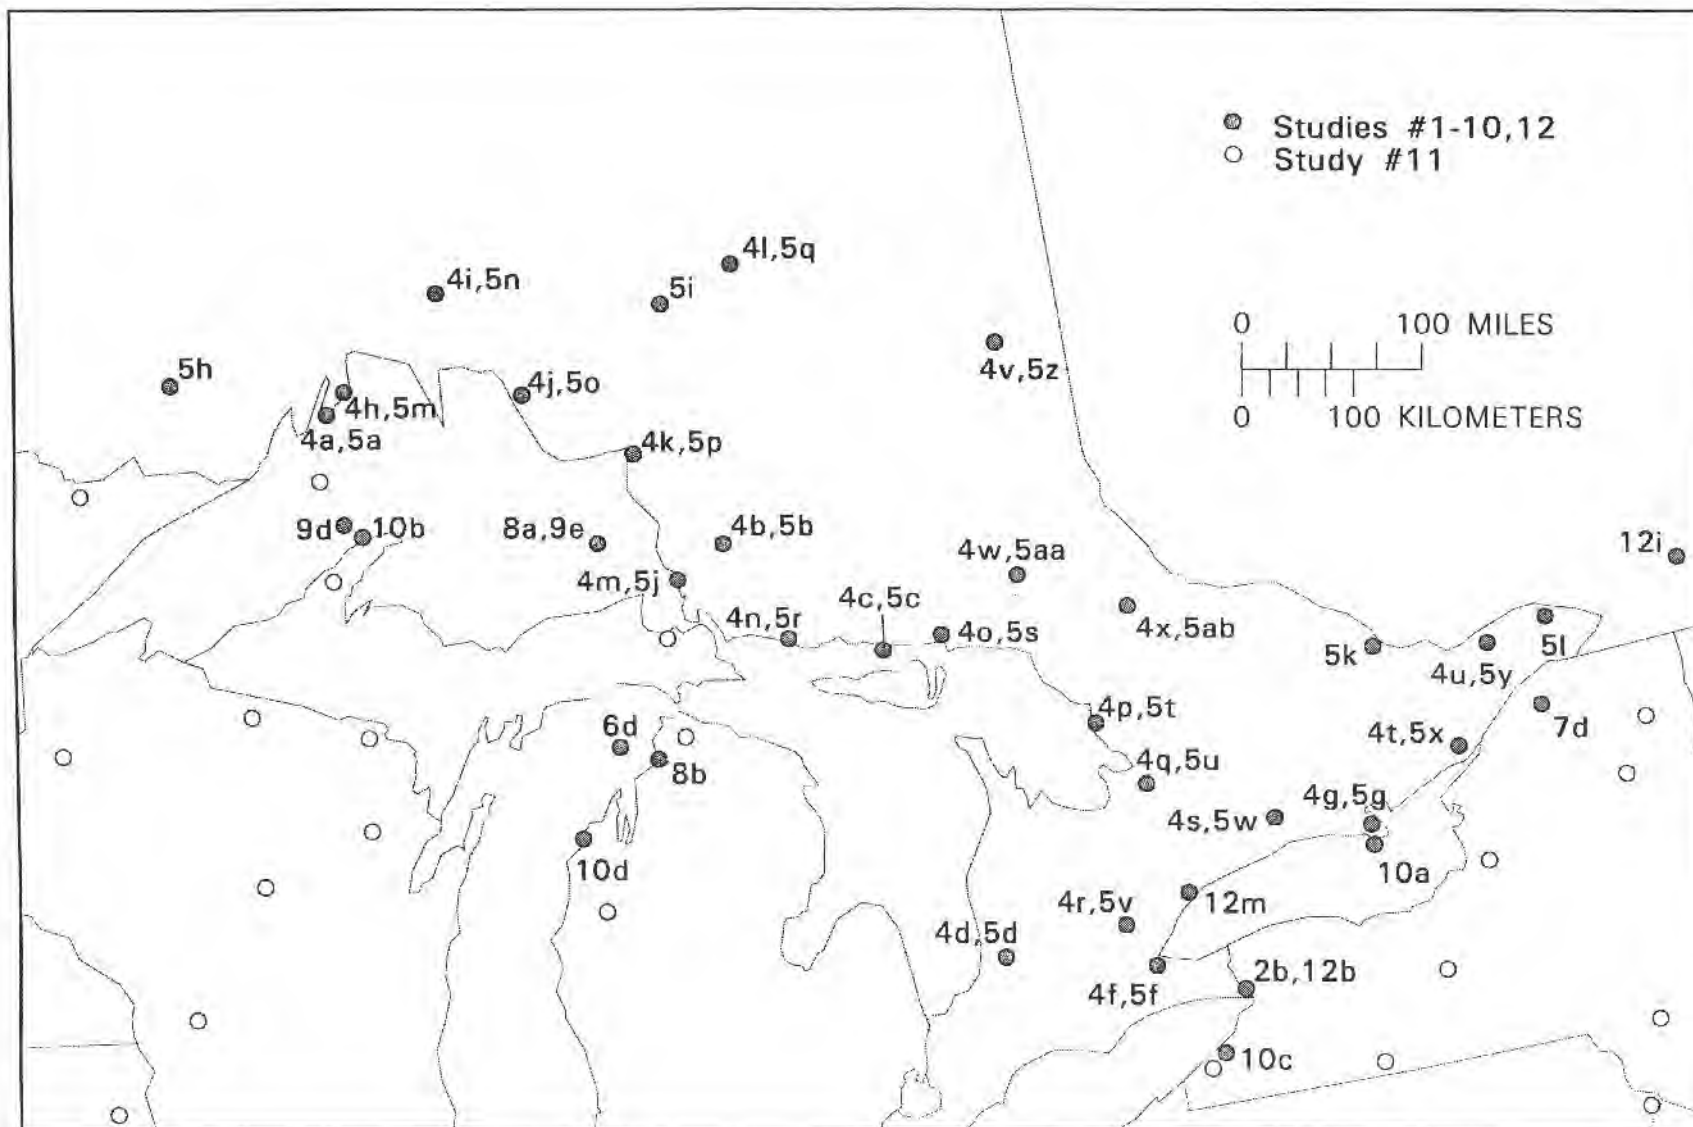 Studies #1-10,12
Study #11
4l,5q
4i,5n
5i
0 100 MILES
4v,5z
5h
4j,5o
4h,5m
0 100 KILOMETERS
4a,5a
4k,5p
9d
10b
8a,9e
4b,5b
12i
4w,5aa
4m,5j
4c,5c
4n,5r
4o,5s
4x,5ab
5k
5l
4u,5y
4p,5t
7d
6d
4t,5x
8b
4q,5u
4g,5g
4s,5w
10d
10a
4r,5v
12m
4d,5d
2b,12b
4f,5f
10c